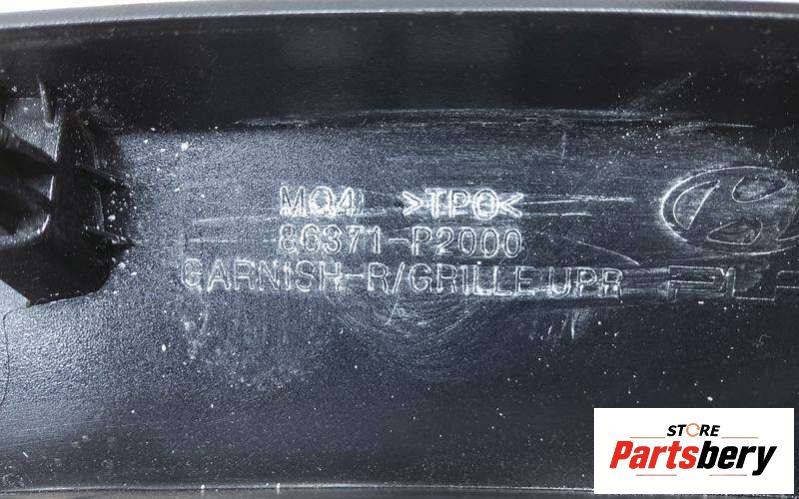 MQ4 >TPO<
86371-P2000
GARNISH-R/GRILLE UPR
STORE
Partsbery